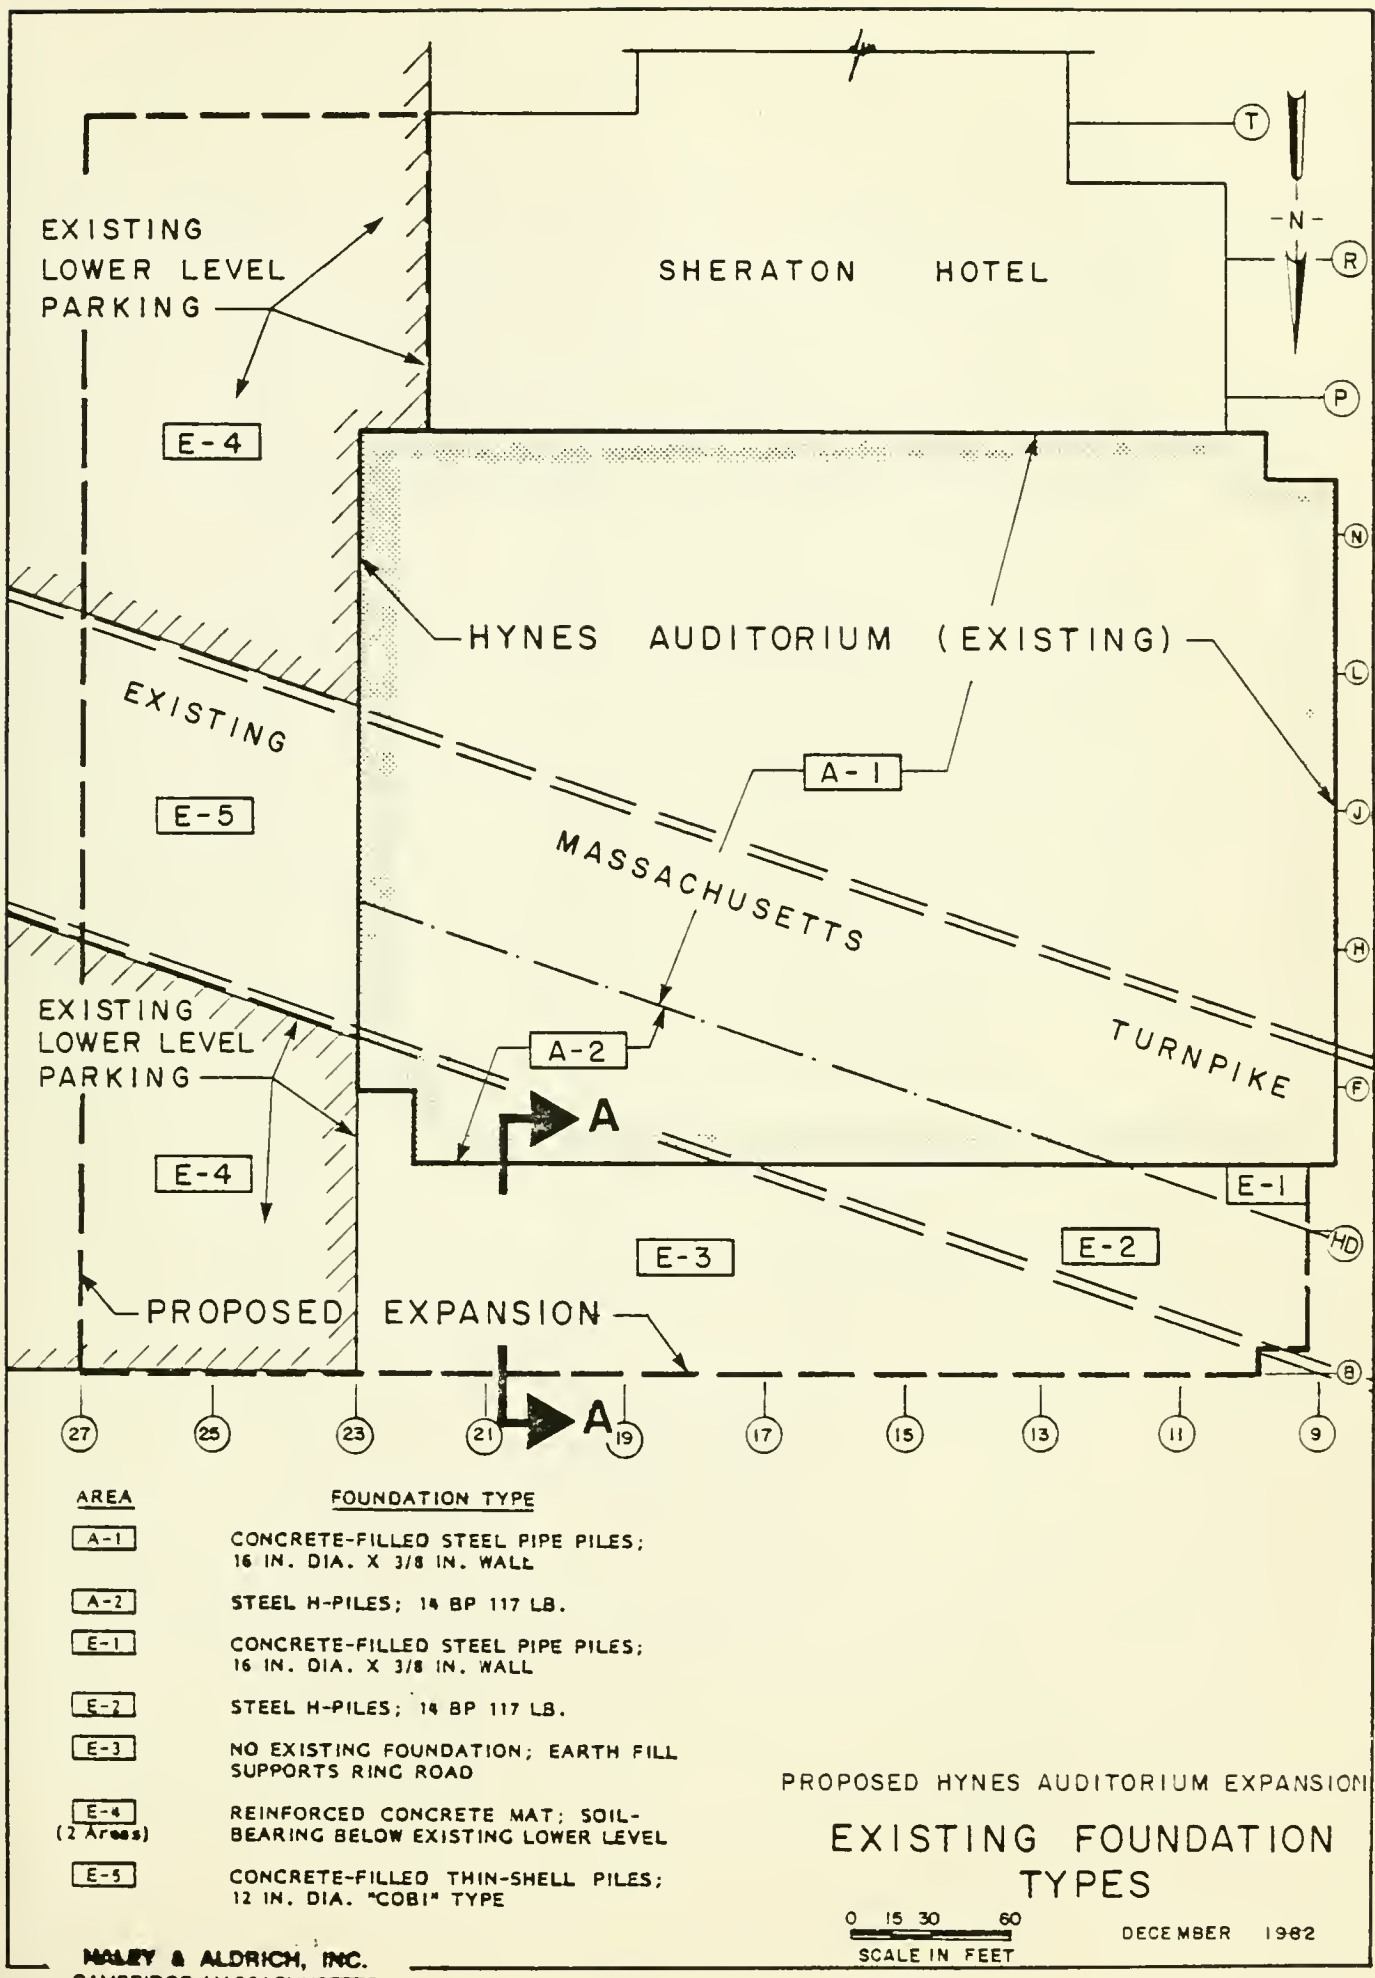 T
EXISTING
LOWER LEVEL
PARKING
SHERATON HOTEL
-N-
R
P
E-4
N
HYNES AUDITORIUM (EXISTING)
L
EXISTING
A-1
E-5
J
MASSACHUSETTS
H
EXISTING
LOWER LEVEL
PARKING
A-2
TURNPIKE
F
A
E-4
E-1
E-3
E-2
HD
PROPOSED EXPANSION
B
A
27 25 23 21 19 17 15 13 11 9
AREA FOUNDATION TYPE
A-1 CONCRETE-FILLED STEEL PIPE PILES;
16 IN. DIA. X 3/8 IN. WALL
A-2 STEEL H-PILES; 14 BP 117 LB.
E-1 CONCRETE-FILLED STEEL PIPE PILES;
16 IN. DIA. X 3/8 IN. WALL
E-2 STEEL H-PILES; 14 BP 117 LB.
E-3 NO EXISTING FOUNDATION; EARTH FILL
SUPPORTS RING ROAD
E-4 REINFORCED CONCRETE MAT; SOIL-
(2 Areas) BEARING BELOW EXISTING LOWER LEVEL
E-5 CONCRETE-FILLED THIN-SHELL PILES;
12 IN. DIA. "COBI" TYPE
PROPOSED HYNES AUDITORIUM EXPANSION
EXISTING FOUNDATION
TYPES
0 15 30 60
SCALE IN FEET
DECEMBER 1982
HALEY & ALDRICH, INC.